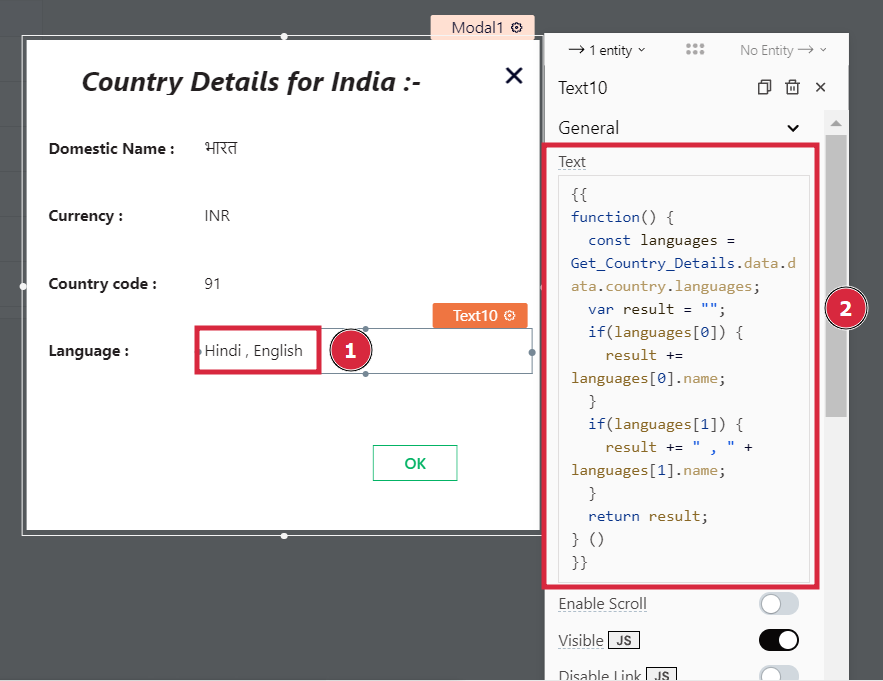 Modal1
Country Details for India :-
Domestic Name :
भारत
Currency :
INR
Country code :
91
Text10
Language :
Hindi , English
1
OK
1 entity
No Entity
Text10
General
Text
{{
function() {
const languages =
Get_Country_Details.data.d
ata.country.languages;
var result = "";
if(languages[0]) {
result +=
languages[0].name;
}
if(languages[1]) {
result += " , " +
languages[1].name;
}
return result;
} ()
}}
2
Enable Scroll
Visible JS
Disable Link JS